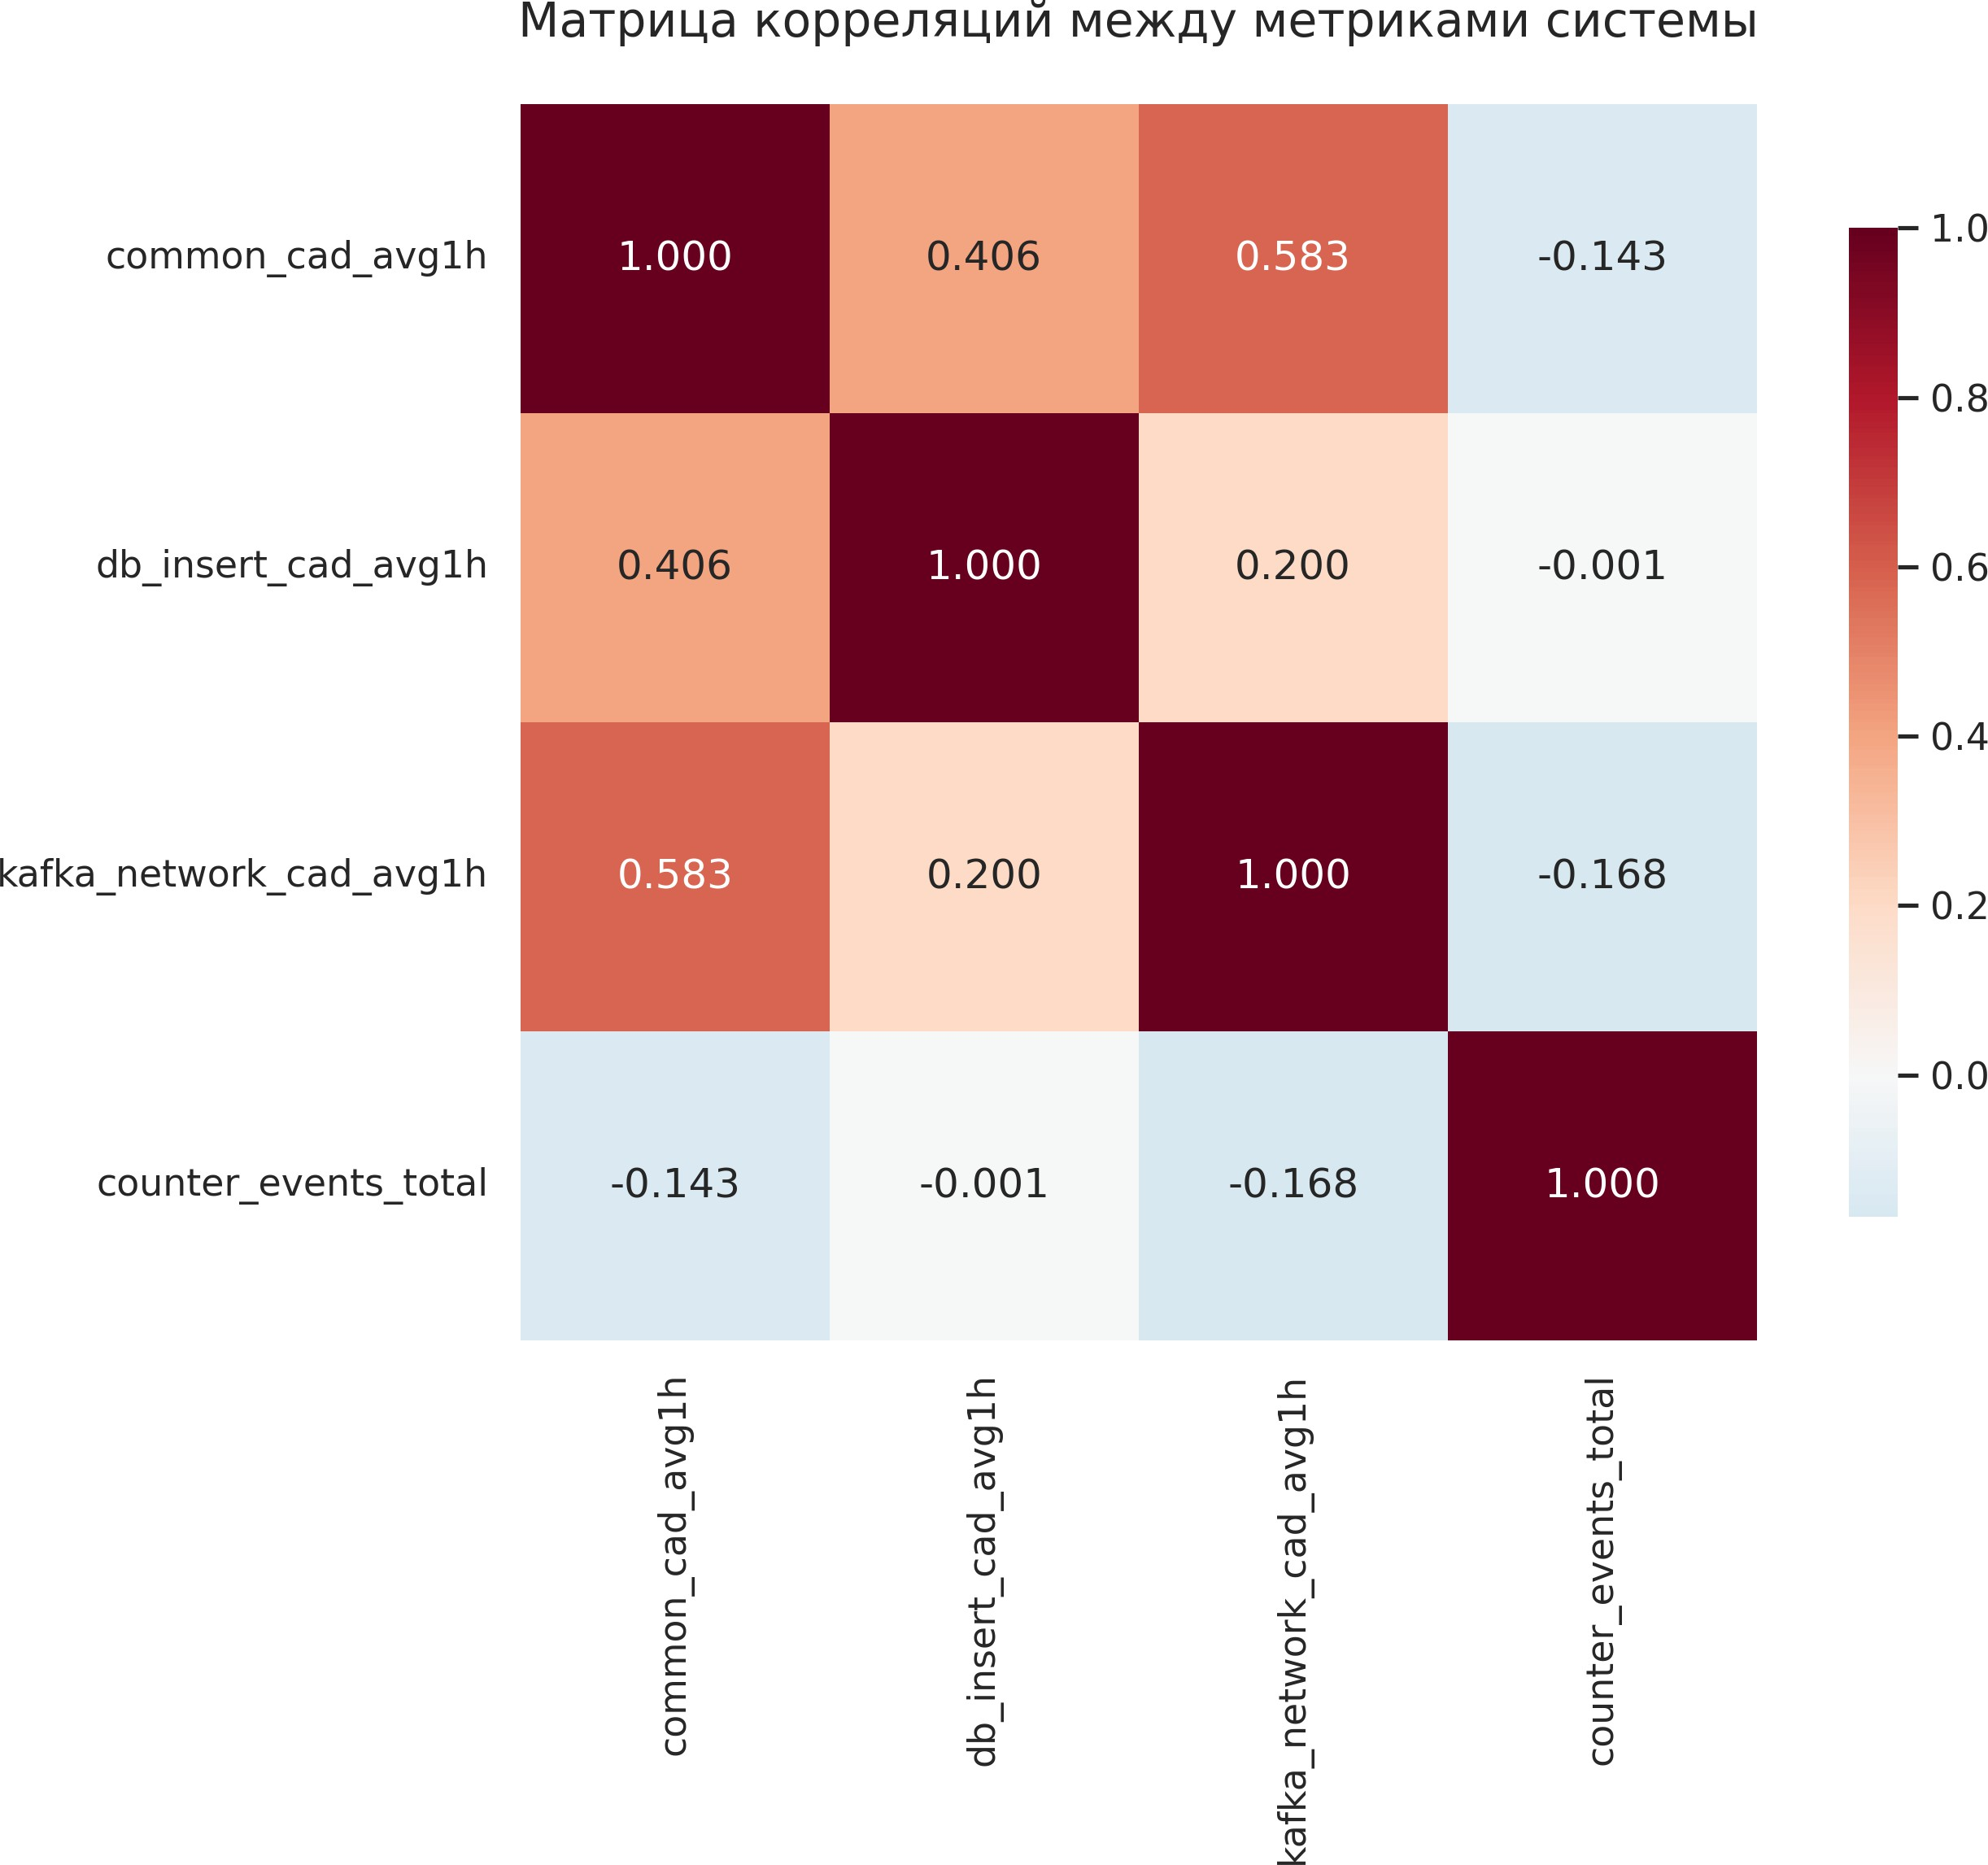 Матрица корреляций между метриками системы
common_cad_avg1h 1.000 0.406 0.583 -0.143
db_insert_cad_avg1h 0.406 1.000 0.200 -0.001
kafka_network_cad_avg1h 0.583 0.200 1.000 -0.168
counter_events_total -0.143 -0.001 -0.168 1.000
common_cad_avg1h
db_insert_cad_avg1h
kafka_network_cad_avg1h
counter_events_total
1.0
0.8
0.6
0.4
0.2
0.0